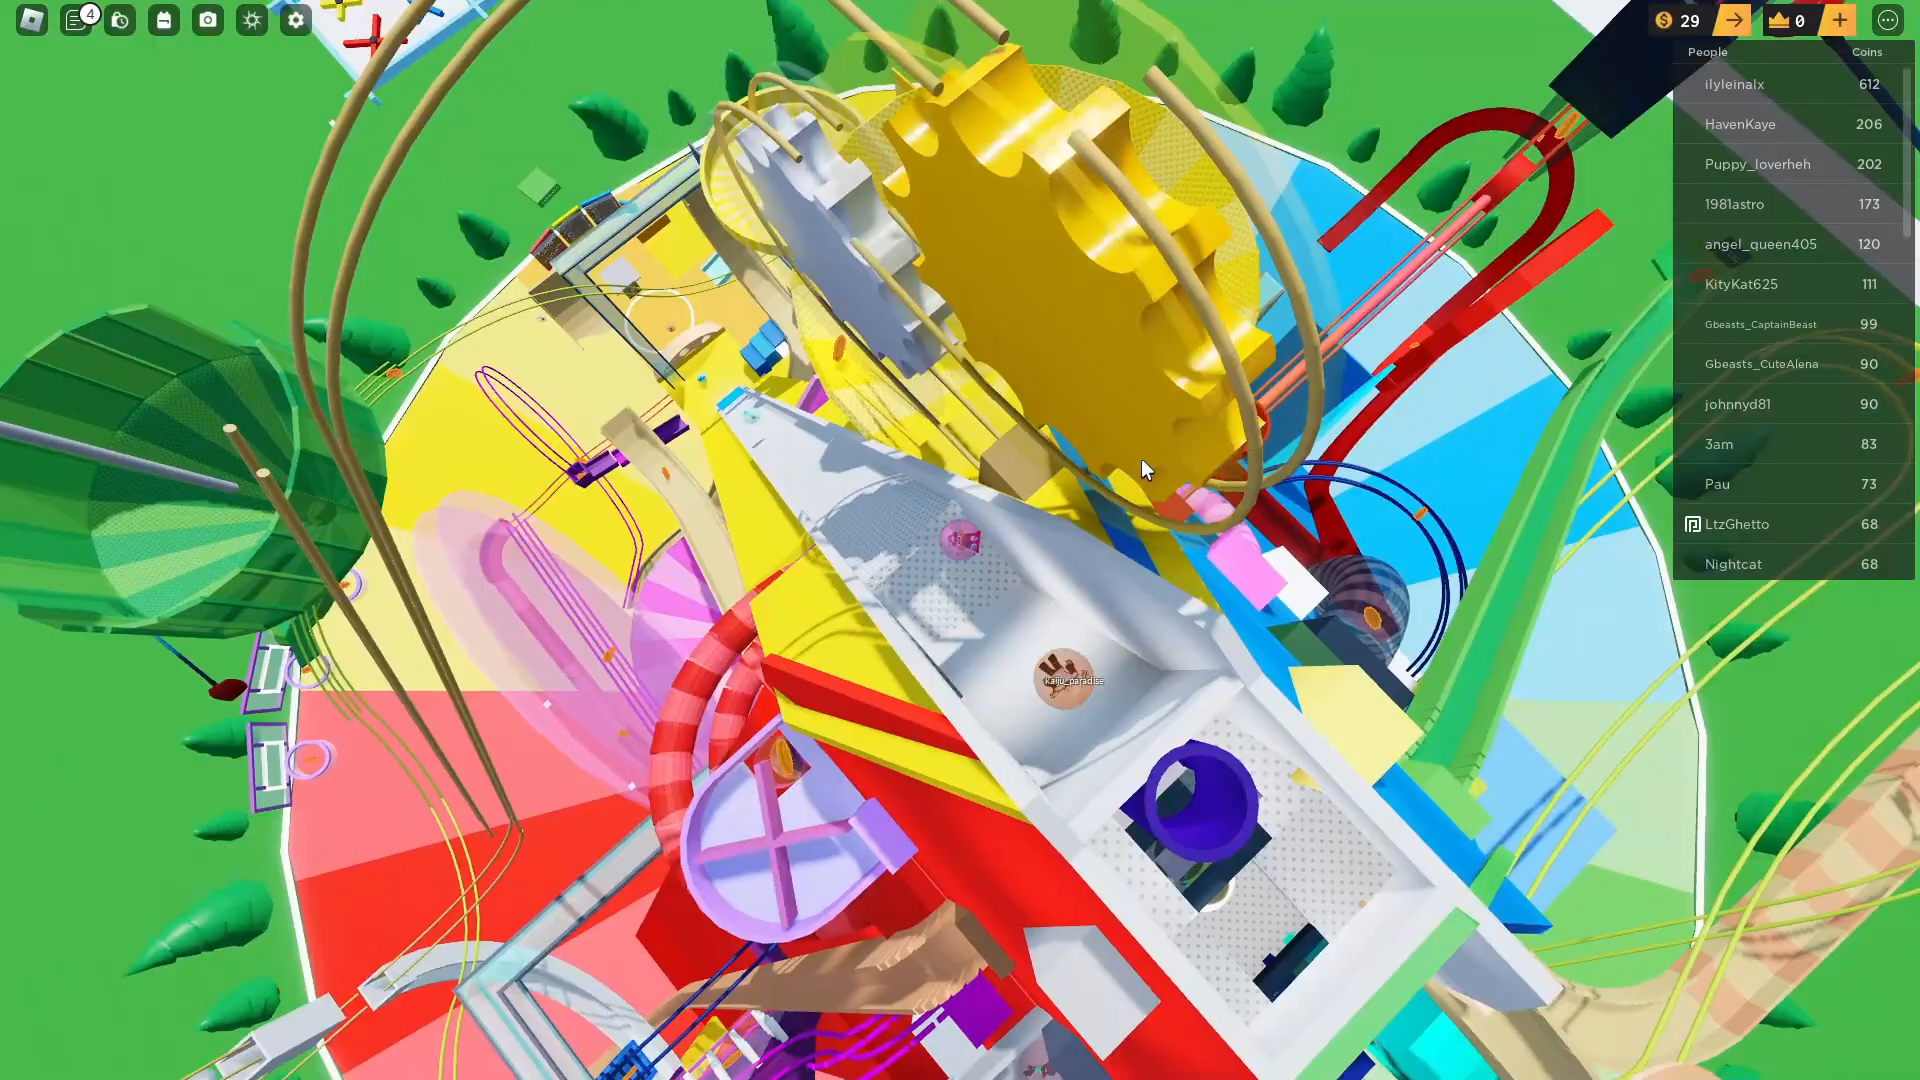 4
29
0
People Coins
ilyleinalx 612
HavenKaye 206
Puppy_loverheh 202
1981astro 173
angel_queen405 120
KityKat625 111
Gbeasts_CaptainBeast 99
Gbeasts_CuteAlena 90
johnnyd81 90
3am 83
Pau 73
LtzGhetto 68
Nightcat 68
kaiju_paradise